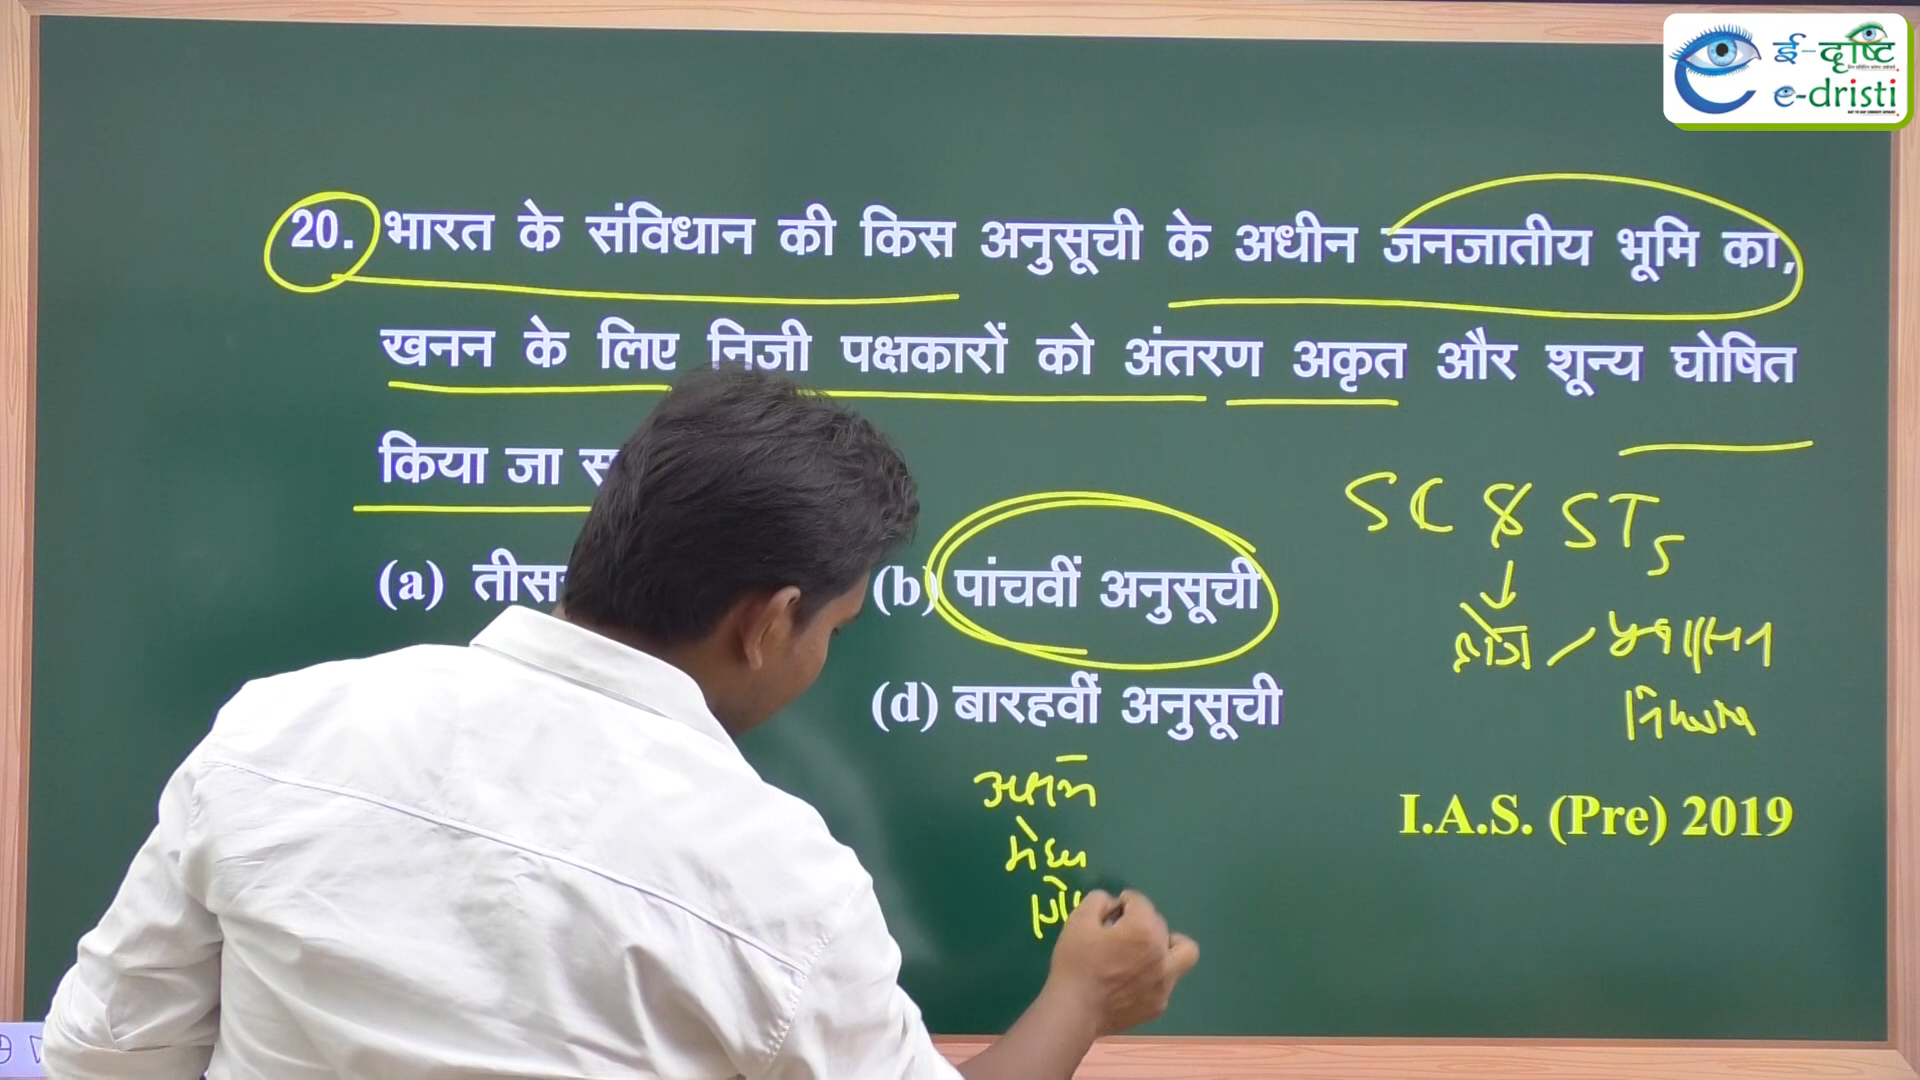 ई-दृष्टि
e-dristi
20. भारत के संविधान की किस अनुसूची के अधीन जनजातीय भूमि का,
खनन के लिए निजी पक्षकारों को अंतरण अकृत और शून्य घोषित
किया जा
(a) (b) पांचवीं अनुसूची
(d) बारहवीं अनुसूची
SC & STs
I.A.S. (Pre) 2019